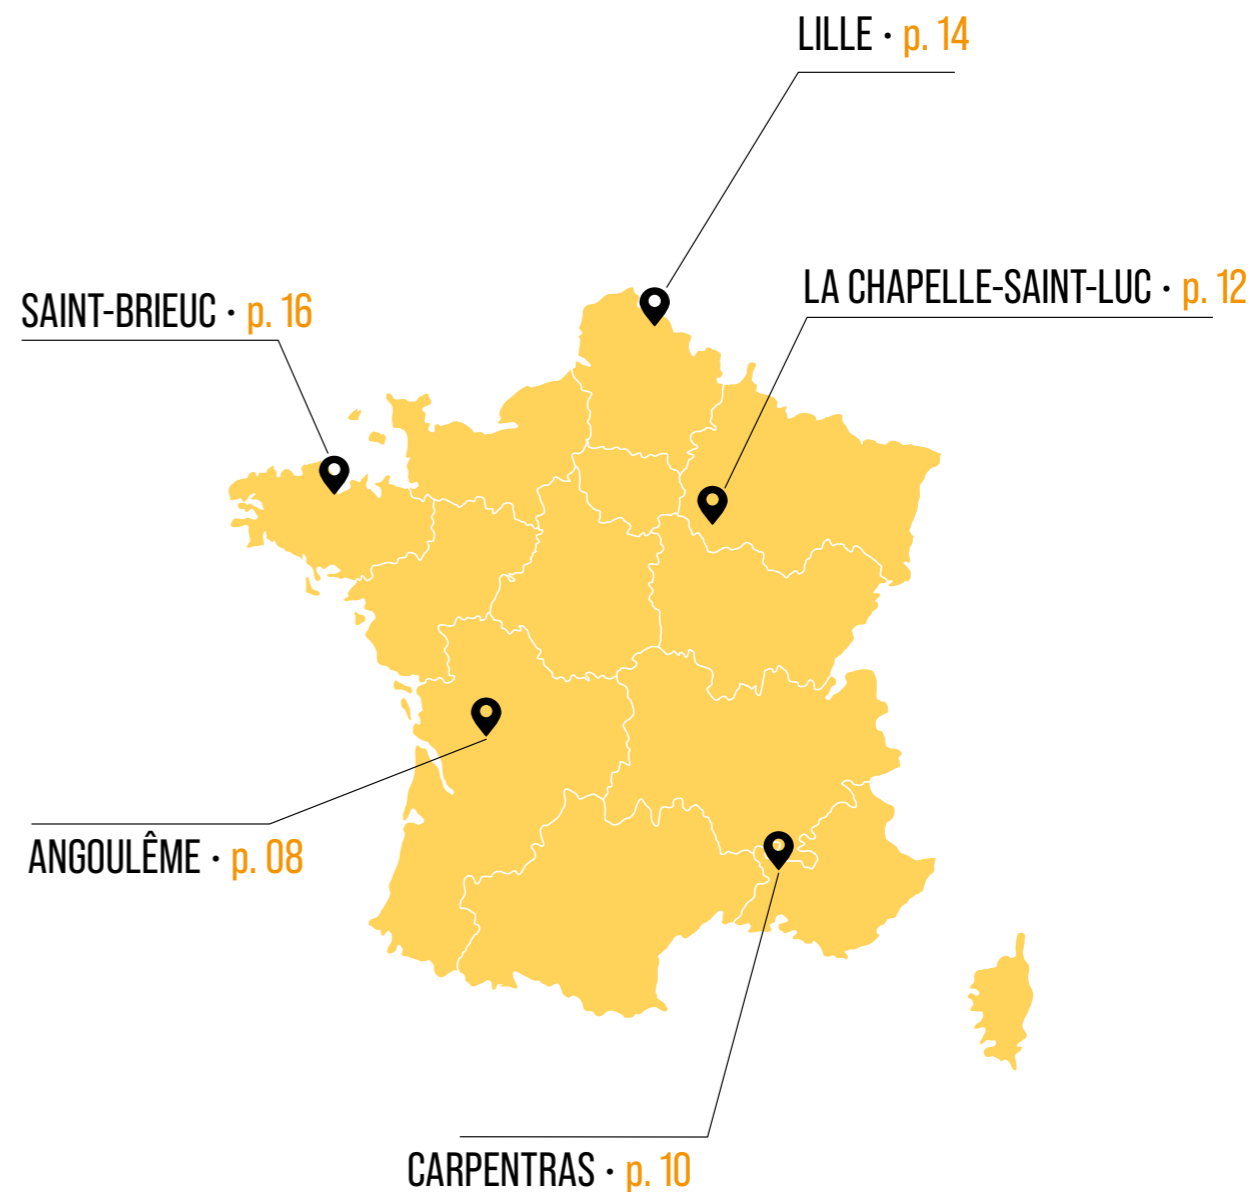 LILLE · p. 14
LA CHAPELLE-SAINT-LUC · p. 12
SAINT-BRIEUC · p. 16
ANGOULÊME · p. 08
CARPENTRAS · p. 10